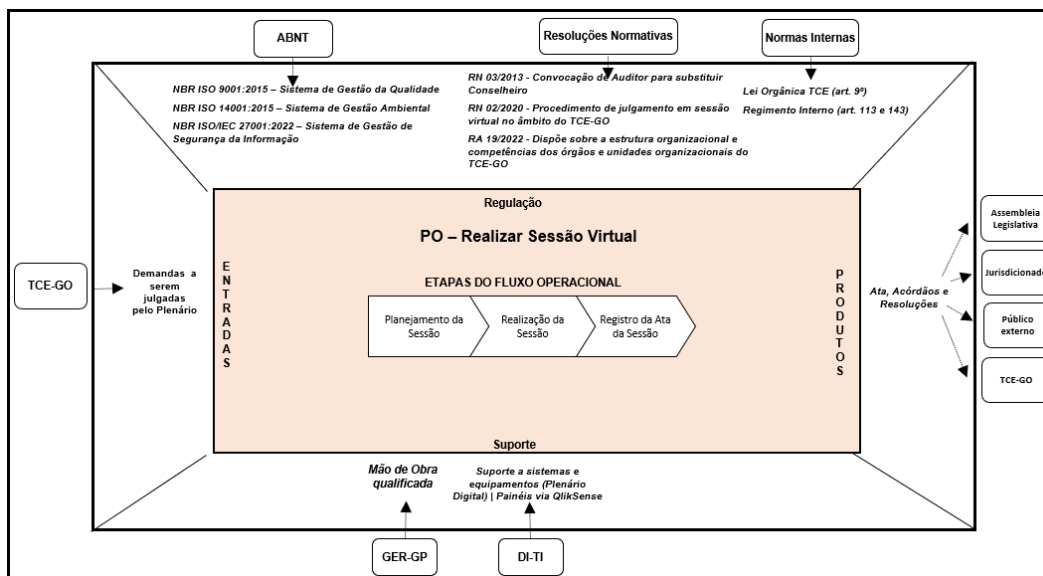 ABNT
Resoluções Normativas
Normas Internas
NBR ISO 9001:2015 – Sistema de Gestão da Qualidade
NBR ISO 14001:2015 – Sistema de Gestão Ambiental
NBR ISO/IEC 27001:2022 – Sistema de Gestão de
Segurança da Informação
RN 03/2013 - Convocação de Auditor para substituir
Conselheiro
RN 02/2020 - Procedimento de julgamento em sessão
virtual no âmbito do TCE-GO
RA 19/2022 – Dispõe sobre a estrutura organizacional e
competências dos órgãos e unidades organizacionais do
TCE-GO
Lei Orgânica TCE (art. 9º)
Regimento Interno (art. 113 e 143)
Regulação
PO – Realizar Sessão Virtual
ETAPAS DO FLUXO OPERACIONAL
Planejamento da
Sessão
Realização da
Sessão
Registro da Ata
da Sessão
TCE-GO
Demandas a
serem
julgadas
pelo Plenário
ENTRADAS
PRODUTOS
Ata, Acórdãos e
Resoluções
Assembleia
Legislativa
Jurisdicionado
Público
externo
TCE-GO
Suporte
Mão de Obra
qualificada
Suporte a sistemas e
equipamentos (Plenário
Digital) | Painéis via QlikSense
GER-GP
DI-TI